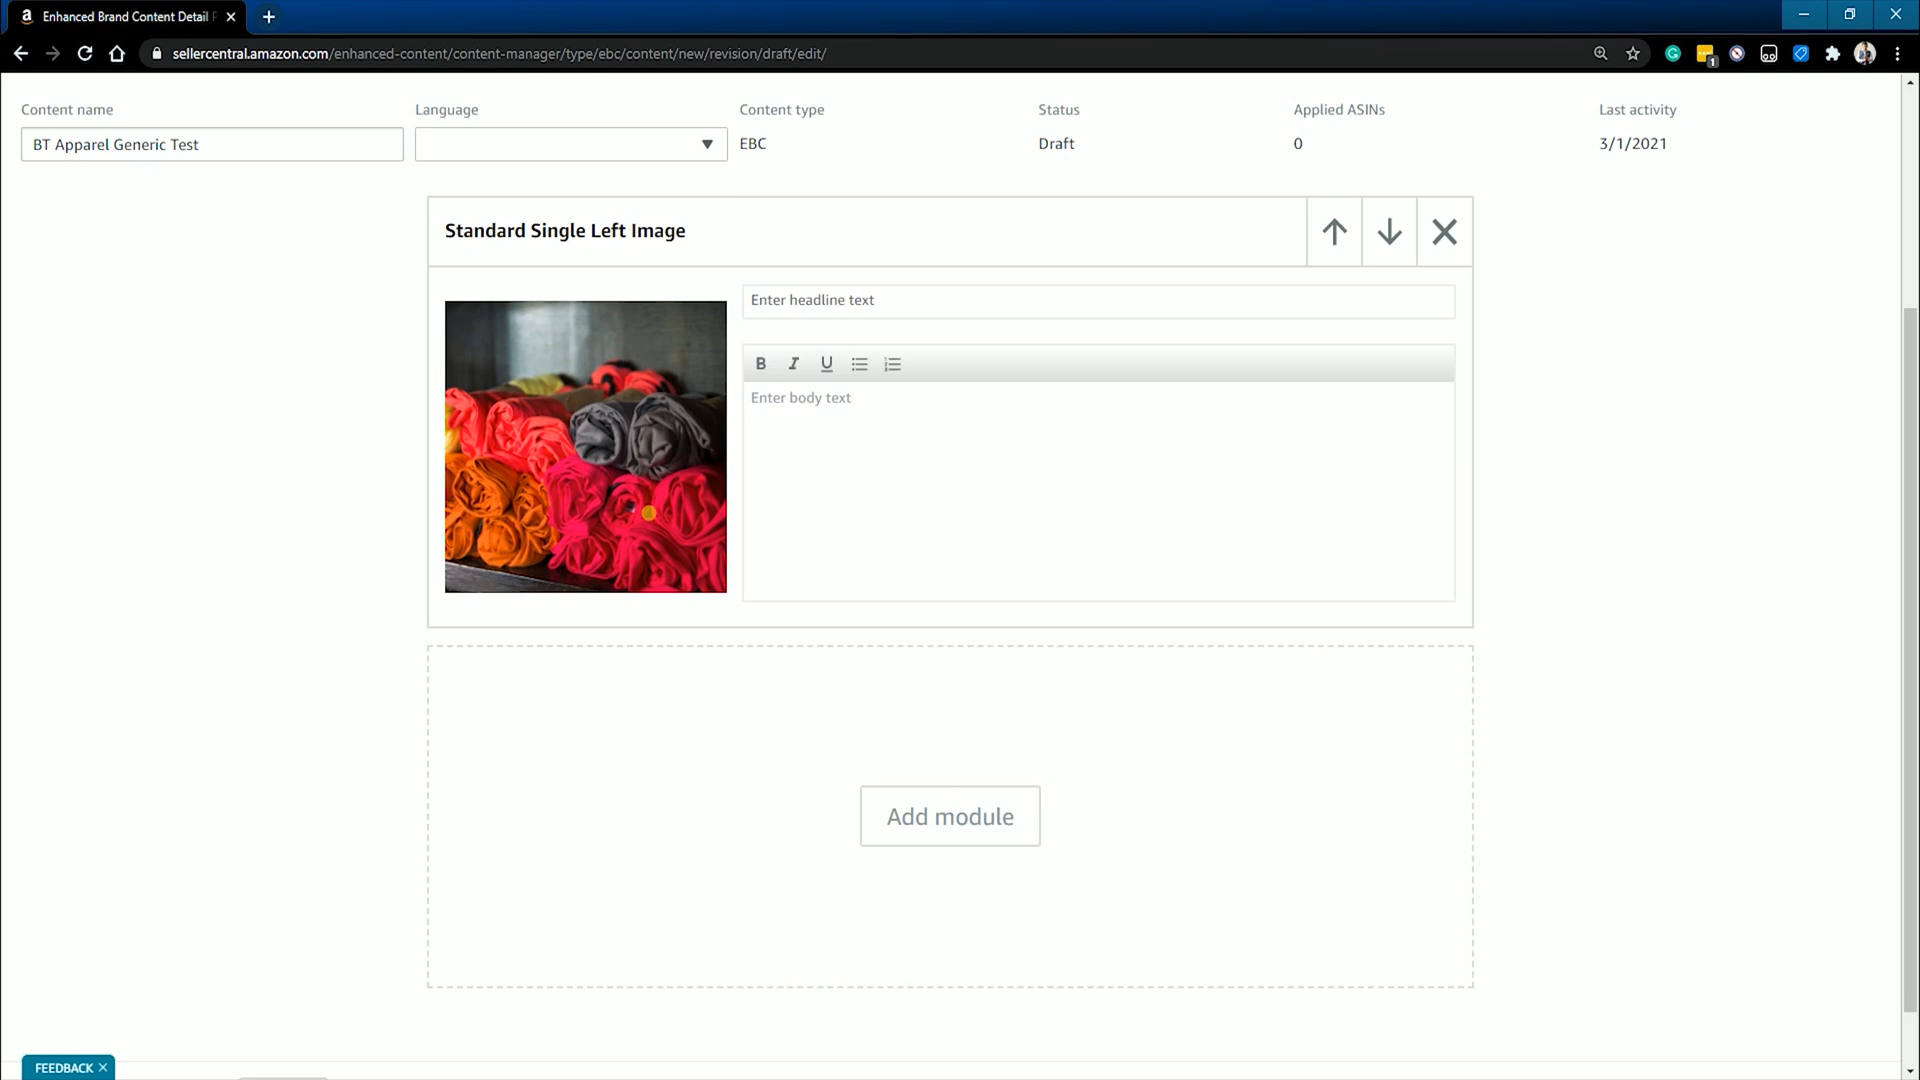 Enhanced Brand Content Detail
sellercentral.amazon.com/enhanced-content/content-manager/type/ebc/content/new/revision/draft/edit/
1
Content name
Language
Content type
Status
Applied ASINs
Last activity
BT Apparel Generic Test
EBC
Draft
0
3/1/2021
Standard Single Left Image
Enter headline text
B I U
Enter body text
Add module
FEEDBACK